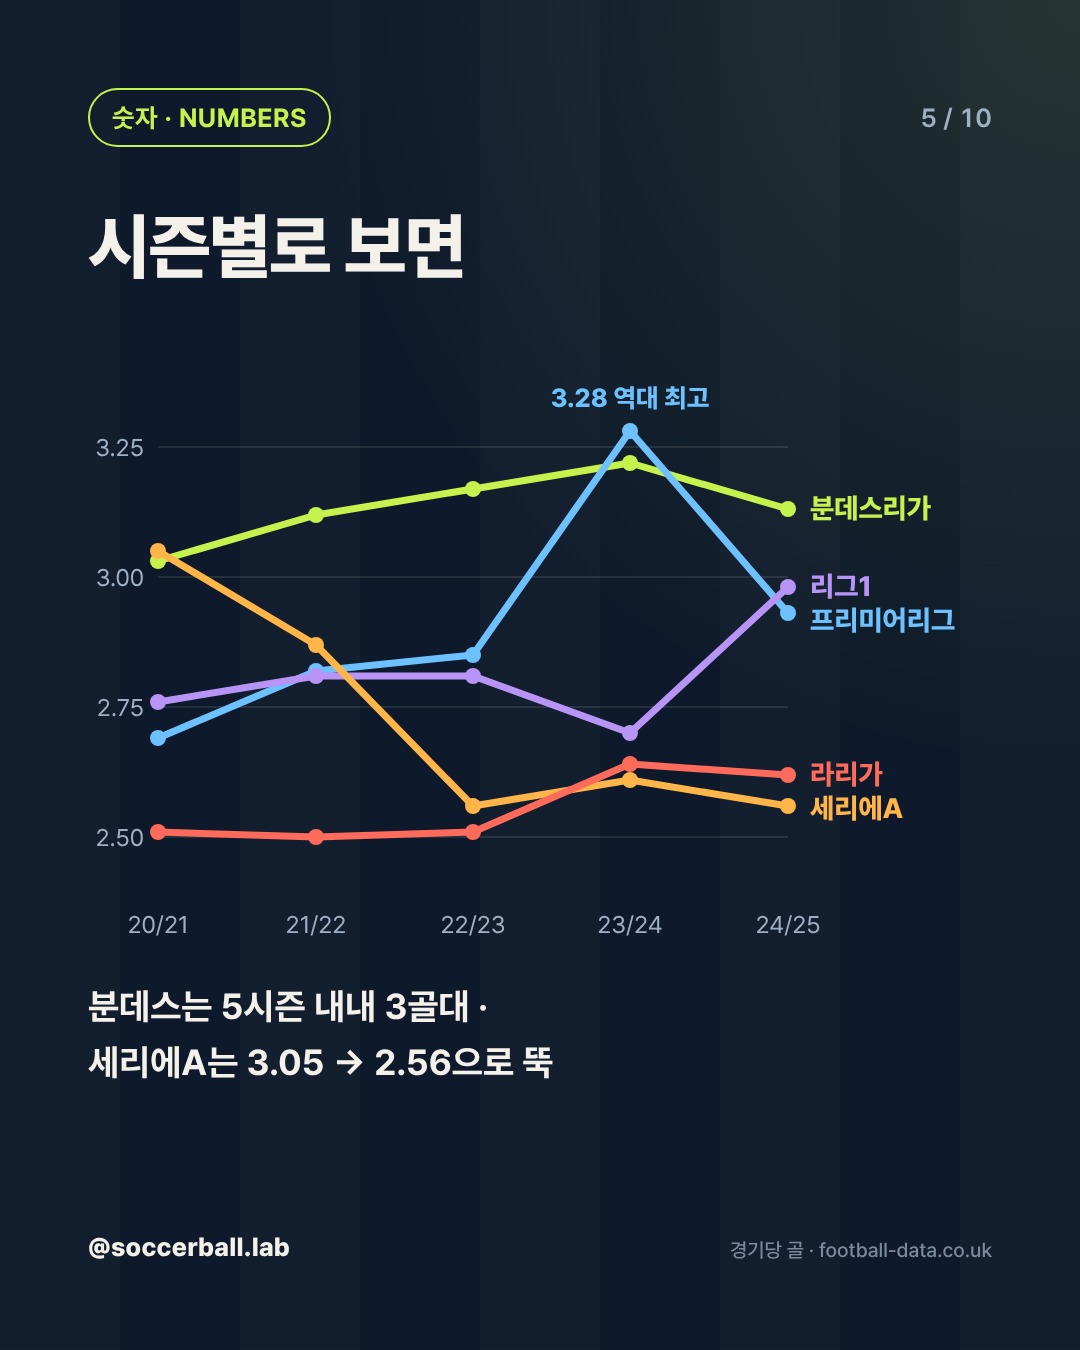 숫자 · NUMBERS
5 / 10
시즌별로 보면
3.28 역대 최고
3.25
분데스리가
3.00
리그1
프리미어리그
2.75
라리가
세리에A
2.50
20/21 21/22 22/23 23/24 24/25
분데스는 5시즌 내내 3골대 ·
세리에A는 3.05 → 2.56으로 뚝
@soccerball.lab
경기당 골 · football-data.co.uk